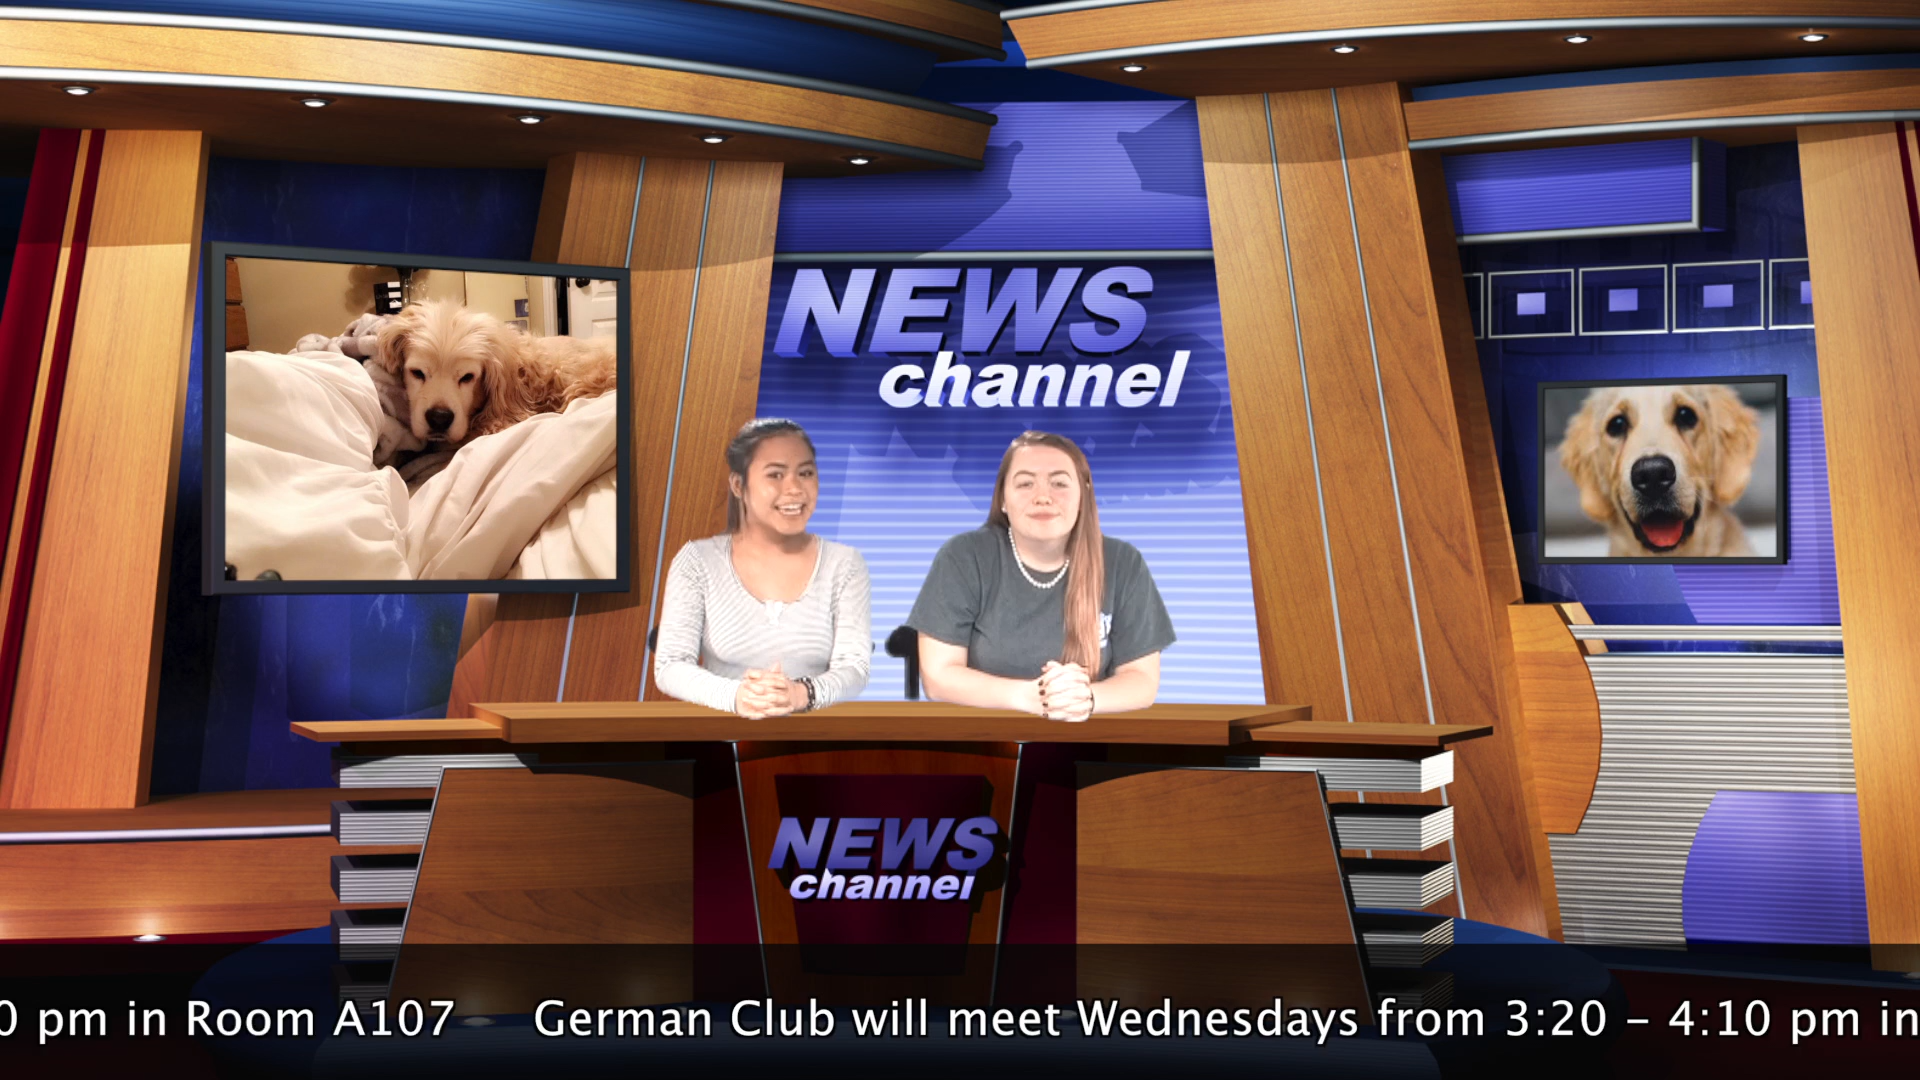 NEWS
channel
NEWS
channel
0 pm in Room A107 German Club will meet Wednesdays from 3:20 – 4:10 pm in